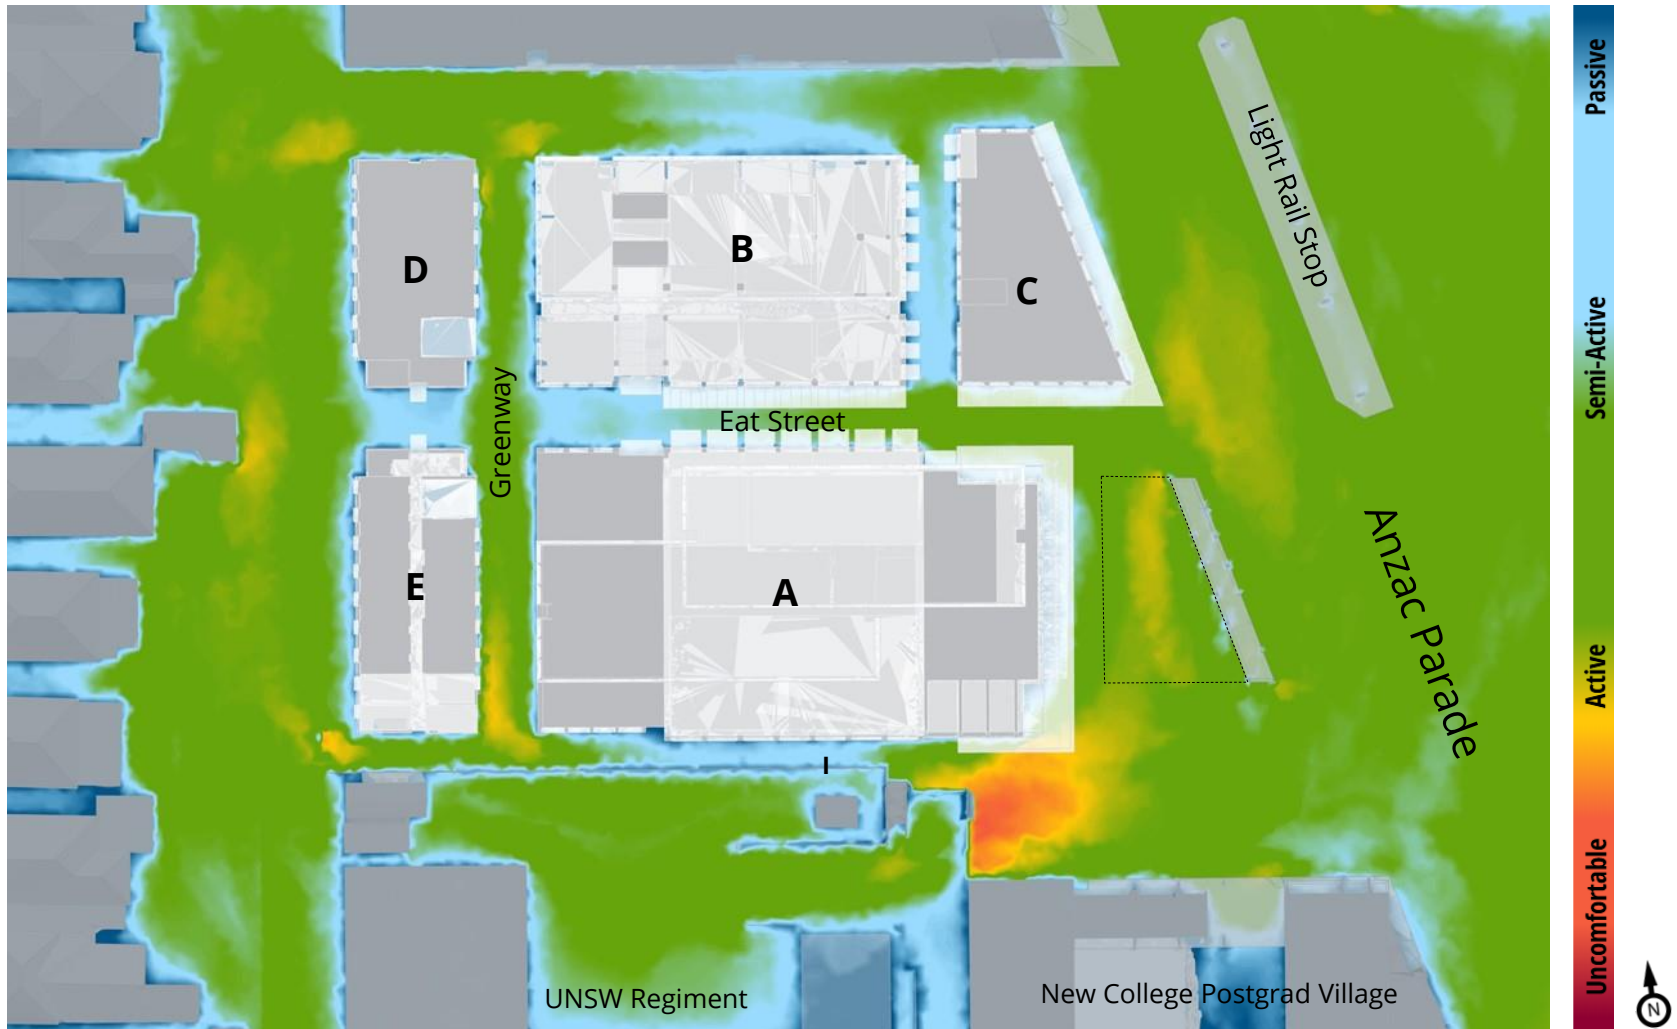 Passive
Light Rail Stop
B
D
C
Semi-Active
Greenway
Eat Street
Anzac Parade
E
A
Active
I
Uncomfortable
UNSW Regiment
New College Postgrad Village
N